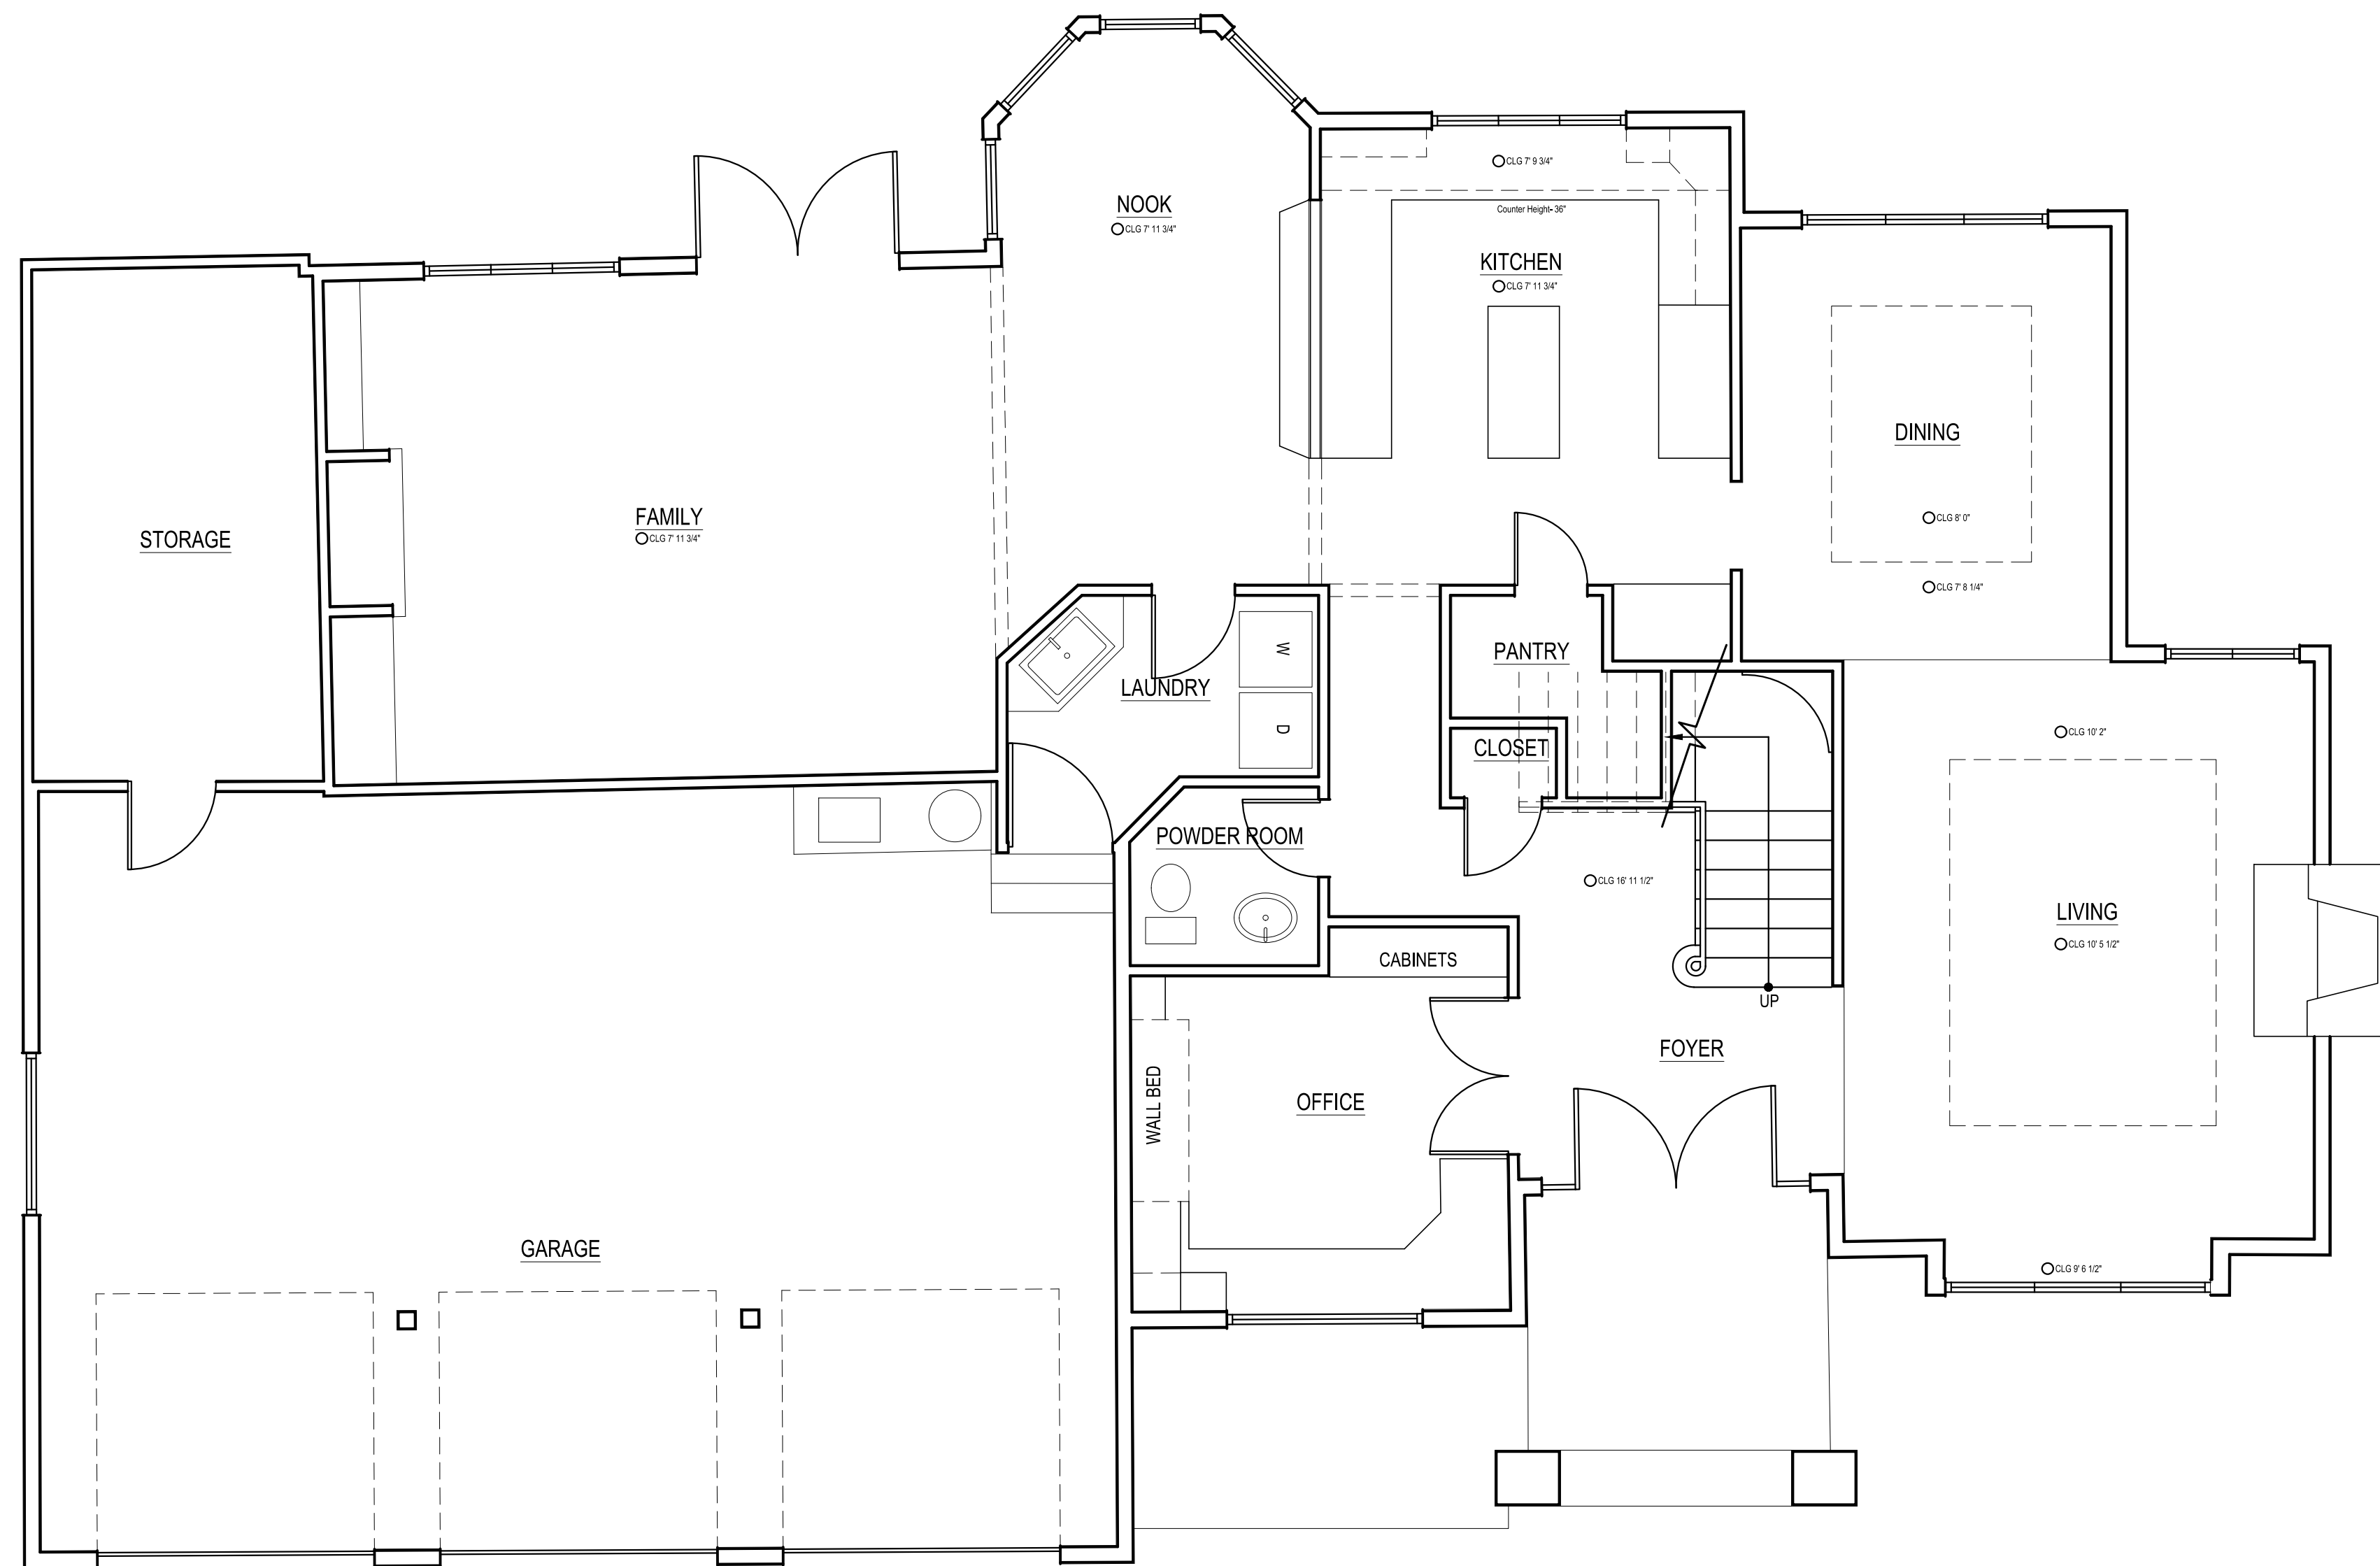 CLG 7' 9 3/4"
NOOK
CLG 7' 11 3/4"
Counter Height- 36"
KITCHEN
CLG 7' 11 3/4"
DINING
CLG 8' 0"
CLG 7' 8 1/4"
STORAGE
FAMILY
CLG 7' 11 3/4"
W
D
LAUNDRY
PANTRY
CLOSET
POWDER ROOM
CLG 16' 11 1/2"
CLG 10' 2"
LIVING
CLG 10' 5 1/2"
CABINETS
UP
FOYER
WALL BED
OFFICE
GARAGE
CLG 9' 6 1/2"